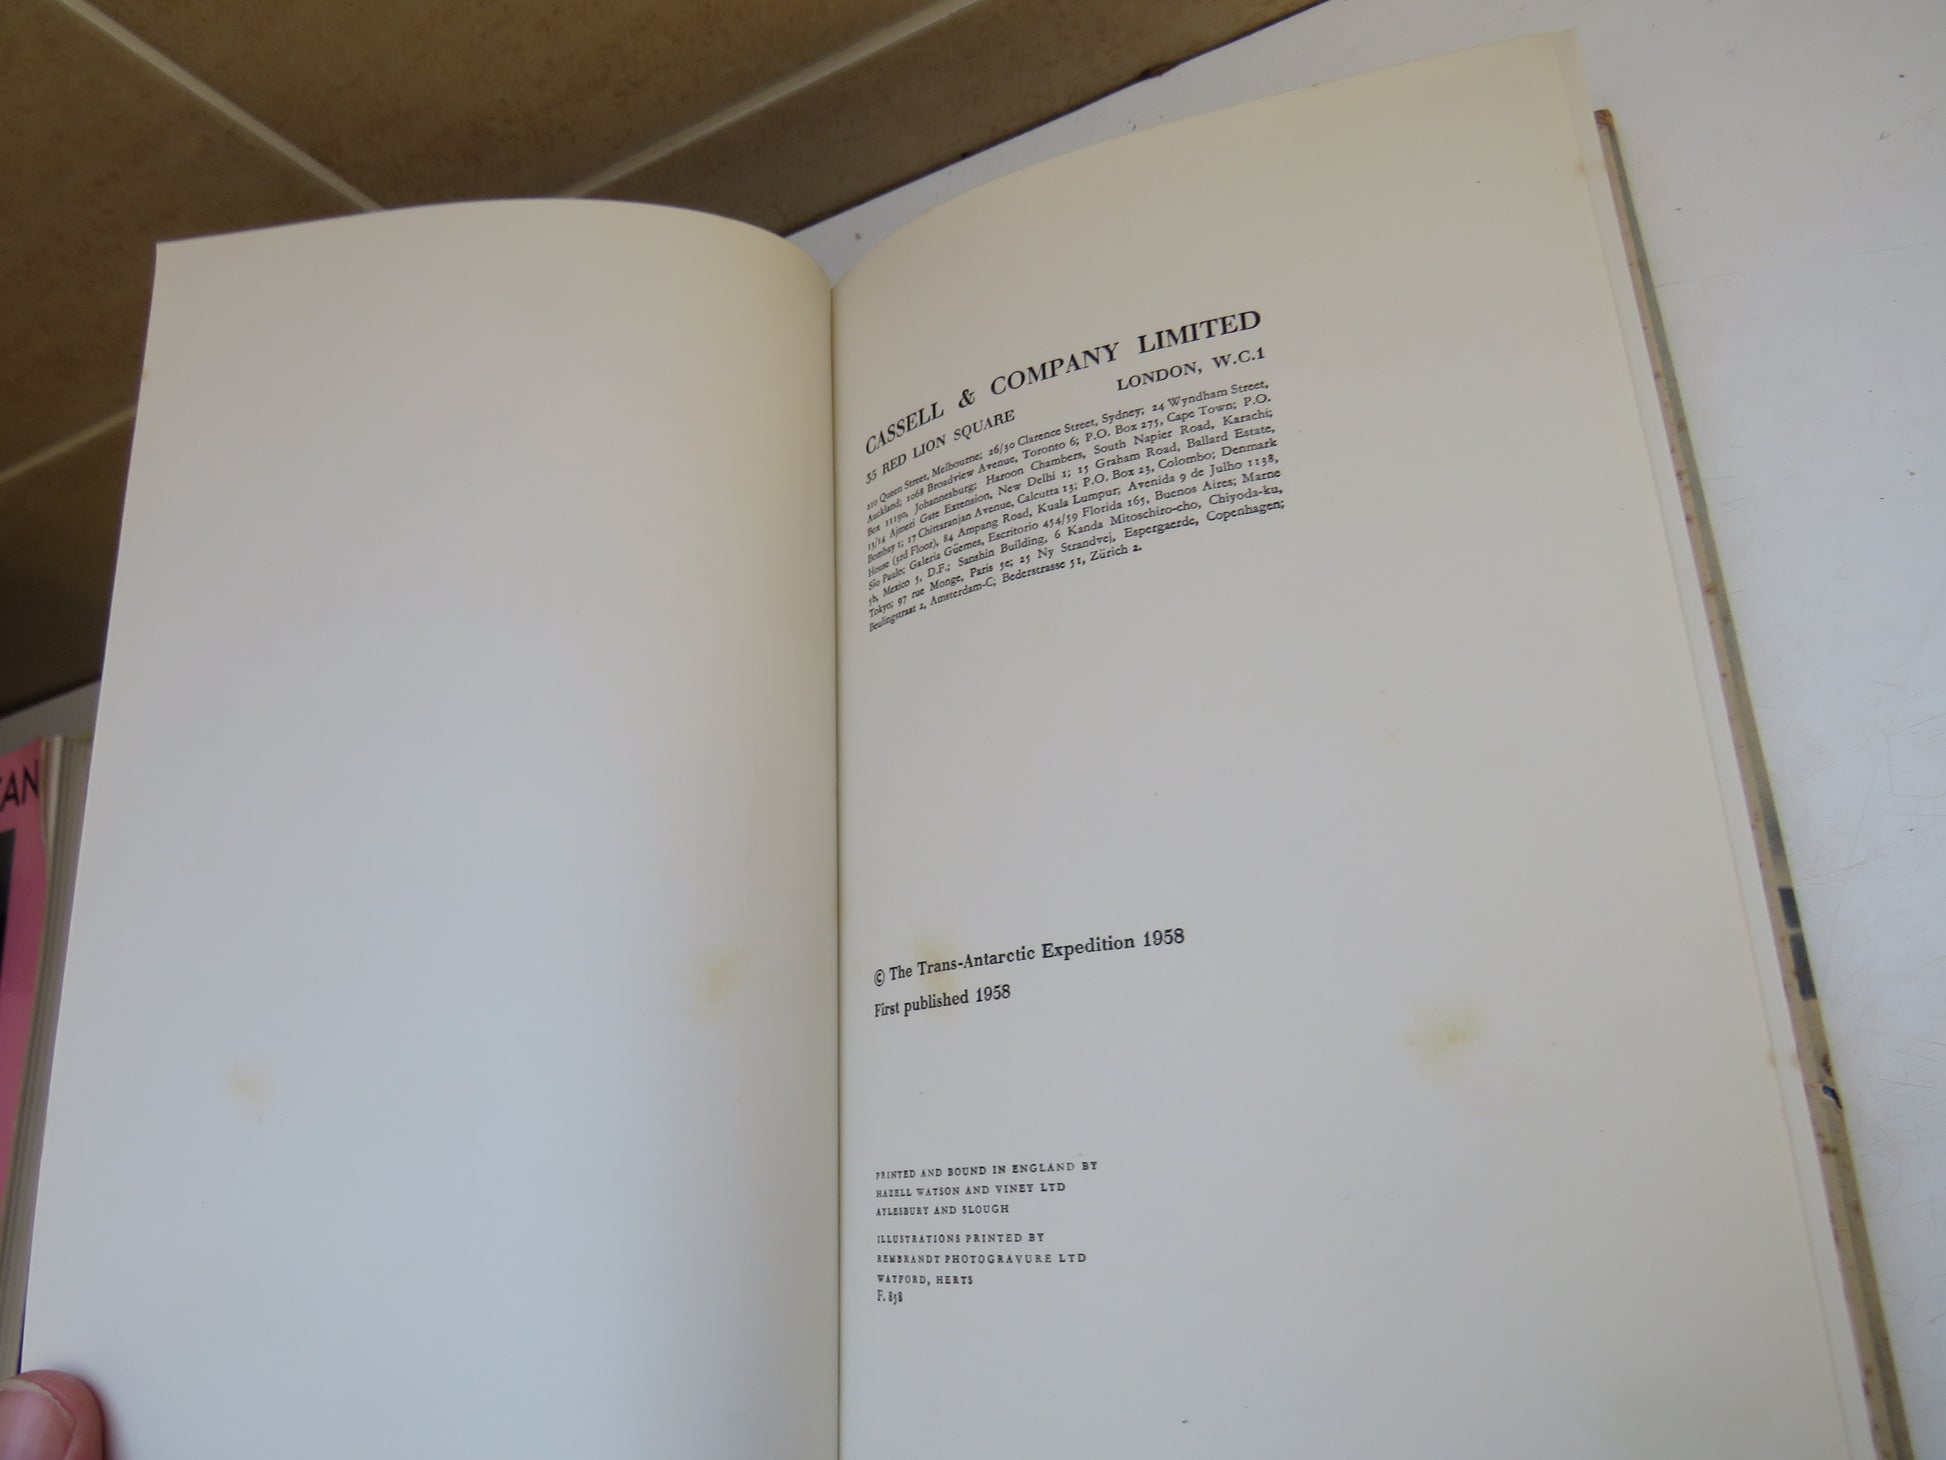 CASSELL & COMPANY LIMITED
35 RED LION SQUARE LONDON, W.C.1
210 Queen Street, Melbourne; 26/30 Clarence Street, Sydney; 24 Wyndham Street,
Auckland; 1068 Broadview Avenue, Toronto 6; P.O. Box 275, Cape Town; P.O.
Box 11190, Johannesburg; Haroon Chambers, South Napier Road, Karachi;
13/14 Ajmeri Gate Extension, New Delhi 1; 15 Graham Road, Ballard Estate,
Bombay 1; 17 Chittaranjan Avenue, Calcutta 13; P.O. Box 23, Colombo; Denmark
House (3rd Floor), 84 Ampang Road, Kuala Lumpur; Avenida 9 de Julho 1138,
São Paulo; Galeria Güemes, Escritorio 454/59 Florida 165, Buenos Aires; Marne
5b, Mexico 5, D.F.; Sanshin Building, 6 Kanda Mitoschiro-cho, Chiyoda-ku,
Tokyo; 97 rue Monge, Paris 5e; 25 Ny Strandvej, Espergaerde, Copenhagen;
Beulingstraat 2, Amsterdam-C; Bederstrasse 51, Zürich 2.
© The Trans-Antarctic Expedition 1958
First published 1958
PRINTED AND BOUND IN ENGLAND BY
HAZELL WATSON AND VINEY LTD
AYLESBURY AND SLOUGH
ILLUSTRATIONS PRINTED BY
REMBRANDT PHOTOGRAVURE LTD
WATFORD, HERTS
F.858